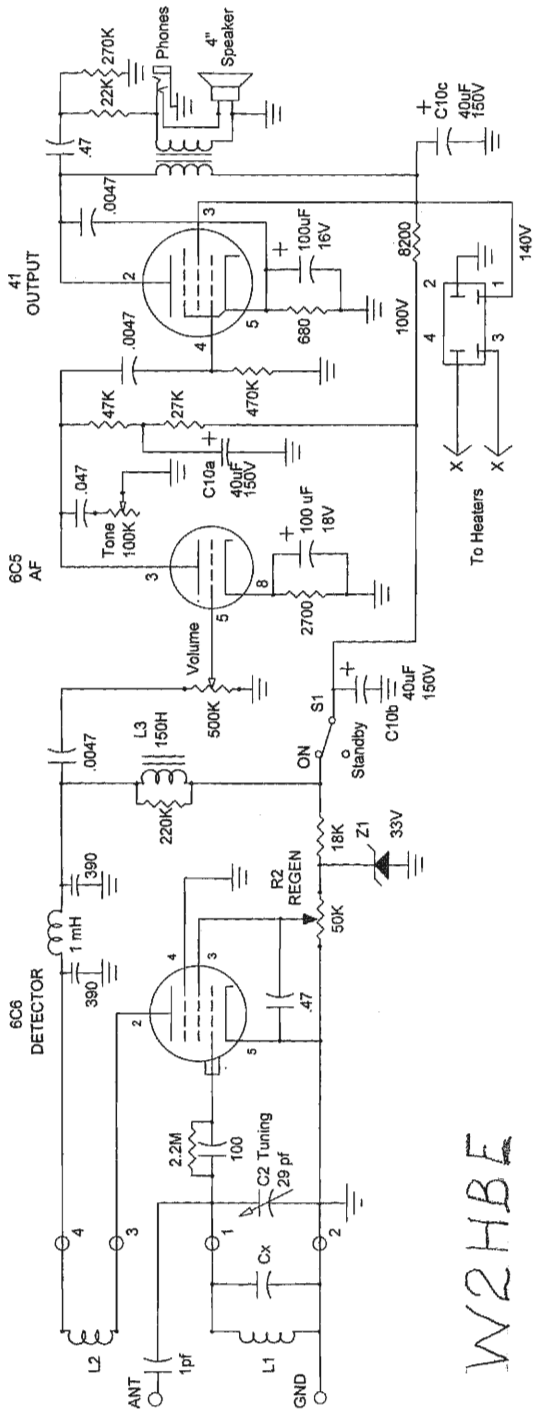 6C6
DETECTOR
6C5
AF
41
OUTPUT
L2
4
3
ANT
1pf
L1
GND
Cx
1
2
C2 Tuning
29 pf
2.2M
100
2
4
3
5
.47
390
1 mH
390
220K
L3
150H
.0047
R2
REGEN
50K
18K
Z1
33V
ON
Standby
S1
C10b
+
40uF
150V
Volume
500K
3
5
8
2700
+
100 uF
18V
.047
Tone
100K
47K
27K
C10a
+
40uF
150V
.0047
470K
2
4
3
5
680
+
100uF
16V
.0047
.47
22K
270K
Phones
4"
Speaker
8200
100V
140V
+
C10c
40uF
150V
4
2
3
1
X
X
To Heaters
W2HBE